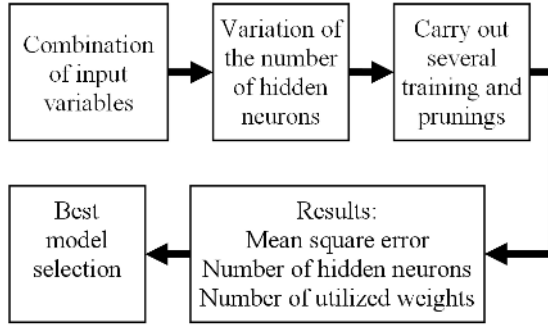 Combination
of input
variables
Variation of
the number
of hidden
neurons
Carry out
several
training and
prunings
Results:
Mean square error
Number of hidden neurons
Number of utilized weights
Best
model
selection